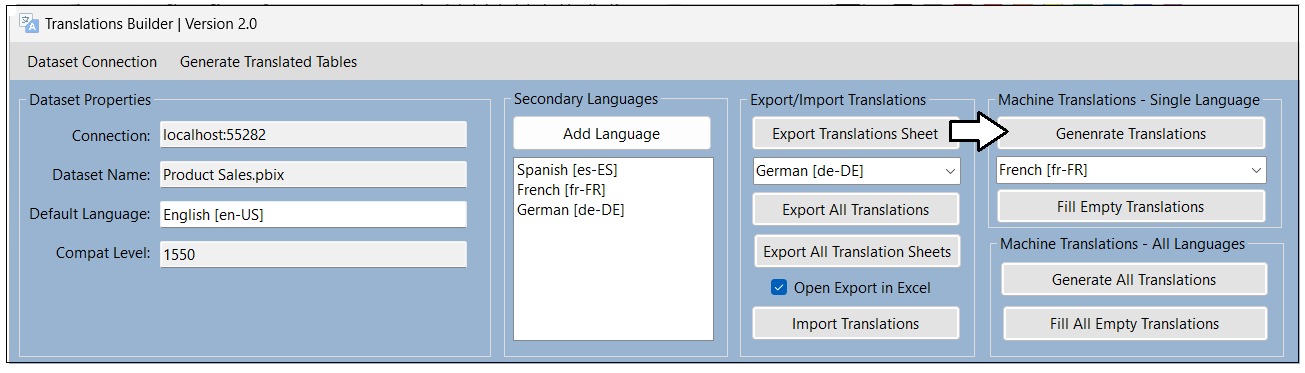 Translations Builder | Version 2.0
Dataset Connection Generate Translated Tables
Dataset Properties
Connection: localhost:55282
Dataset Name: Product Sales.pbix
Default Language: English [en-US]
Compat Level: 1550
Secondary Languages
Add Language
Spanish [es-ES]
French [fr-FR]
German [de-DE]
Export/Import Translations
Export Translations Sheet
German [de-DE]
Export All Translations
Export All Translation Sheets
Open Export in Excel
Import Translations
Machine Translations - Single Language
Genenrate Translations
French [fr-FR]
Fill Empty Translations
Machine Translations - All Languages
Generate All Translations
Fill All Empty Translations